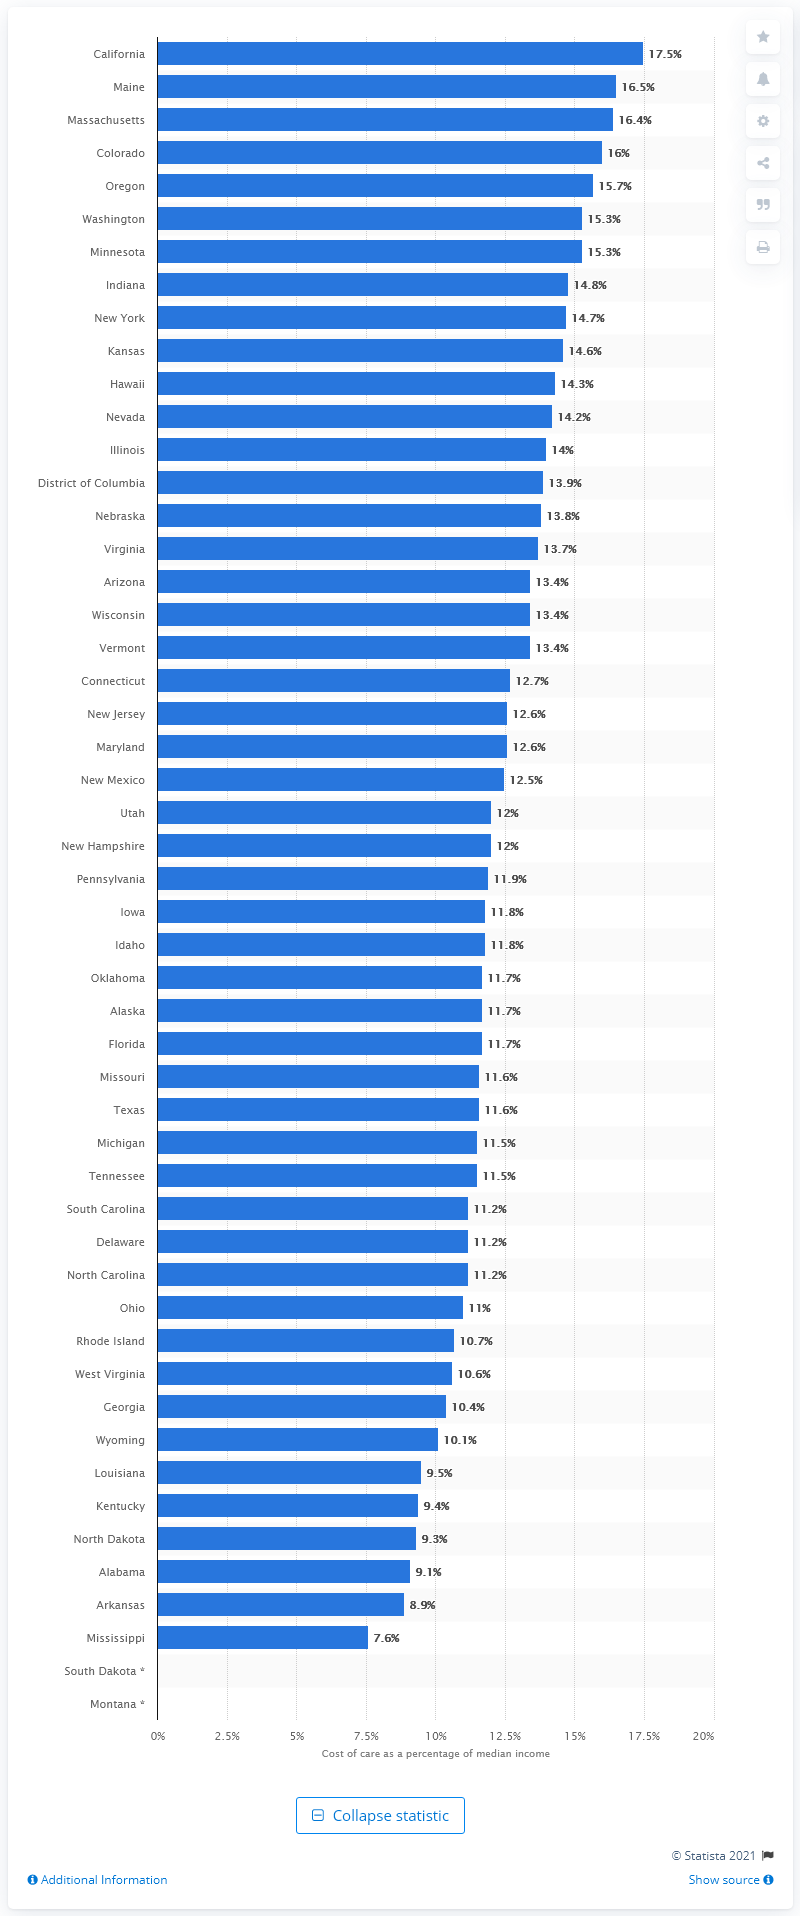 California 17.5%
Maine 16.5%
Massachusetts 16.4%
Colorado 16%
Oregon 15.7%
Washington 15.3%
Minnesota 15.3%
Indiana 14.8%
New York 14.7%
Kansas 14.6%
Hawaii 14.3%
Nevada 14.2%
Illinois 14%
District of Columbia 13.9%
Nebraska 13.8%
Virginia 13.7%
Arizona 13.4%
Wisconsin 13.4%
Vermont 13.4%
Connecticut 12.7%
New Jersey 12.6%
Maryland 12.6%
New Mexico 12.5%
Utah 12%
New Hampshire 12%
Pennsylvania 11.9%
Iowa 11.8%
Idaho 11.8%
Oklahoma 11.7%
Alaska 11.7%
Florida 11.7%
Missouri 11.6%
Texas 11.6%
Michigan 11.5%
Tennessee 11.5%
South Carolina 11.2%
Delaware 11.2%
North Carolina 11.2%
Ohio 11%
Rhode Island 10.7%
West Virginia 10.6%
Georgia 10.4%
Wyoming 10.1%
Louisiana 9.5%
Kentucky 9.4%
North Dakota 9.3%
Alabama 9.1%
Arkansas 8.9%
Mississippi 7.6%
South Dakota *
Montana *
0% 2.5% 5% 7.5% 10% 12.5% 15% 17.5% 20%
Cost of care as a percentage of median income
Collapse statistic
© Statista 2021
Additional Information Show source